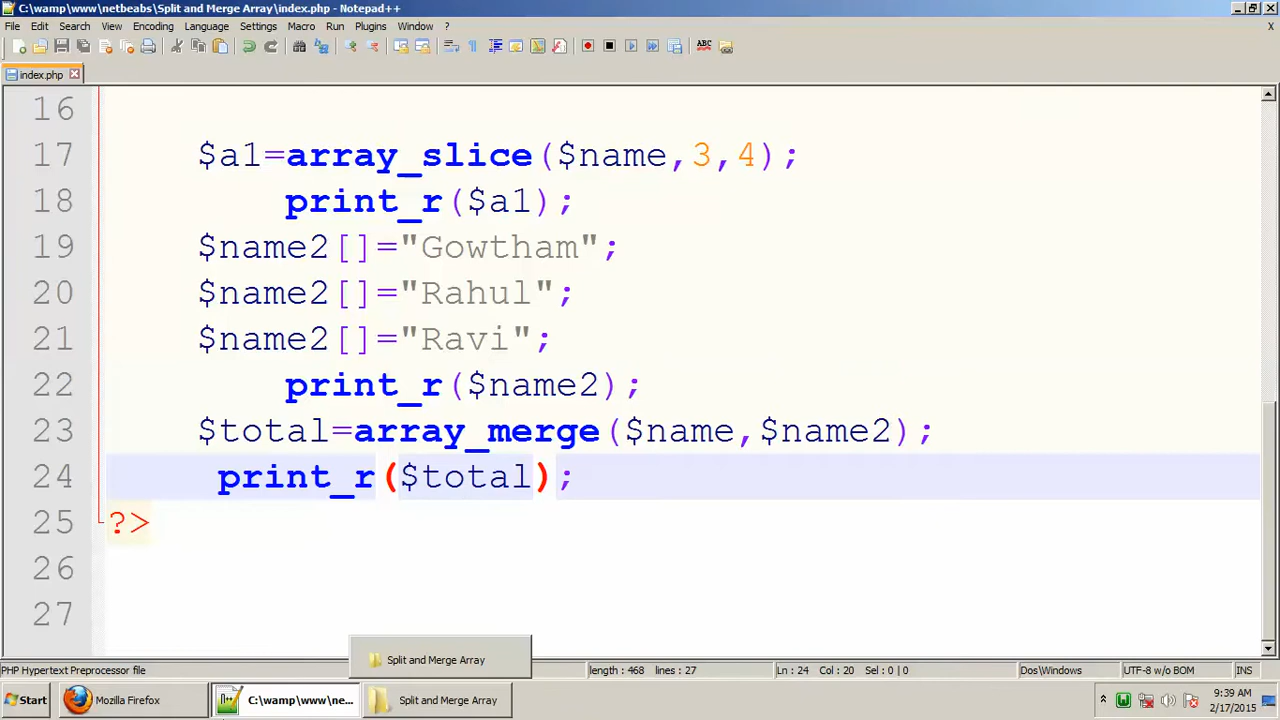 C:\wamp\www\netbeabs\Split and Merge Array\index.php - Notepad++
File Edit Search View Encoding Language Settings Macro Run Plugins Window ? X
index.php
16
17 $a1=array_slice($name,3,4);
18 print_r($a1);
19 $name2[]="Gowtham";
20 $name2[]="Rahul";
21 $name2[]="Ravi";
22 print_r($name2);
23 $total=array_merge($name,$name2);
24 print_r($total);
25 ?>
26
27
Split and Merge Array
PHP Hypertext Preprocessor file length : 468 lines : 27 Ln : 24 Col : 20 Sel : 0 | 0 Dos\Windows UTF-8 w/o BOM INS
Start Mozilla Firefox C:\wamp\www\ne... Split and Merge Array 9:39 AM
2/17/2015